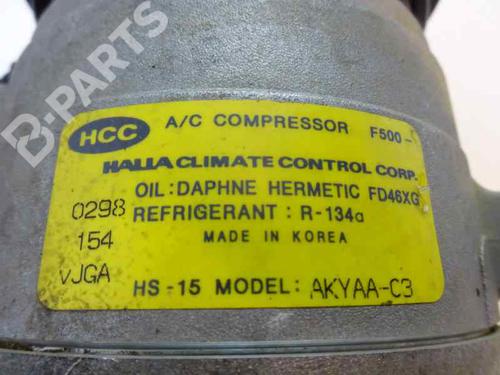 B-PARTS
HCC A/C COMPRESSOR F500-
HALLA CLIMATE CONTROL CORP.
OIL: DAPHNE HERMETIC FD46XG
0298 REFRIGERANT : R-134a
154 MADE IN KOREA
VJGA HS-15 MODEL: AKYAA-C3